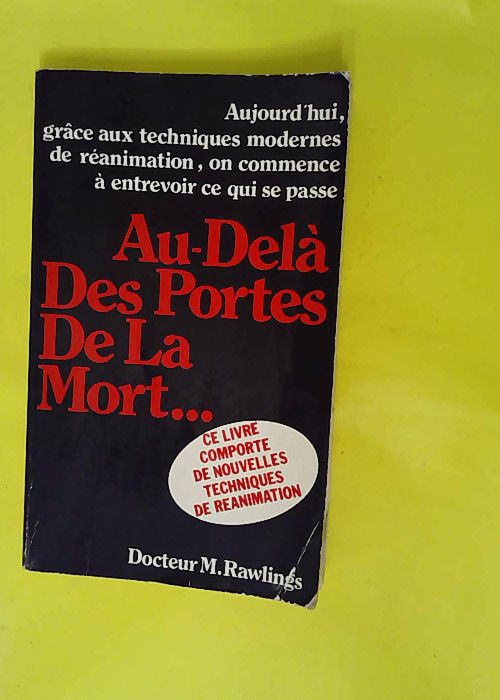 Aujourd'hui,
grâce aux techniques modernes
de réanimation, on commence
à entrevoir ce qui se passe
Au-Delà
Des Portes
De La
Mort...
CE LIVRE
COMPORTE
DE NOUVELLES
TECHNIQUES
DE REANIMATION
Docteur M. Rawlings